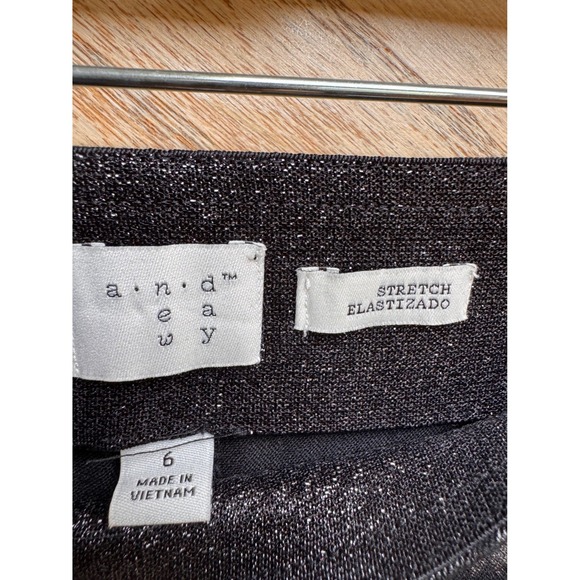 a·n·d™
e a
w y
STRETCH
ELASTIZADO
6
MADE IN
VIETNAM